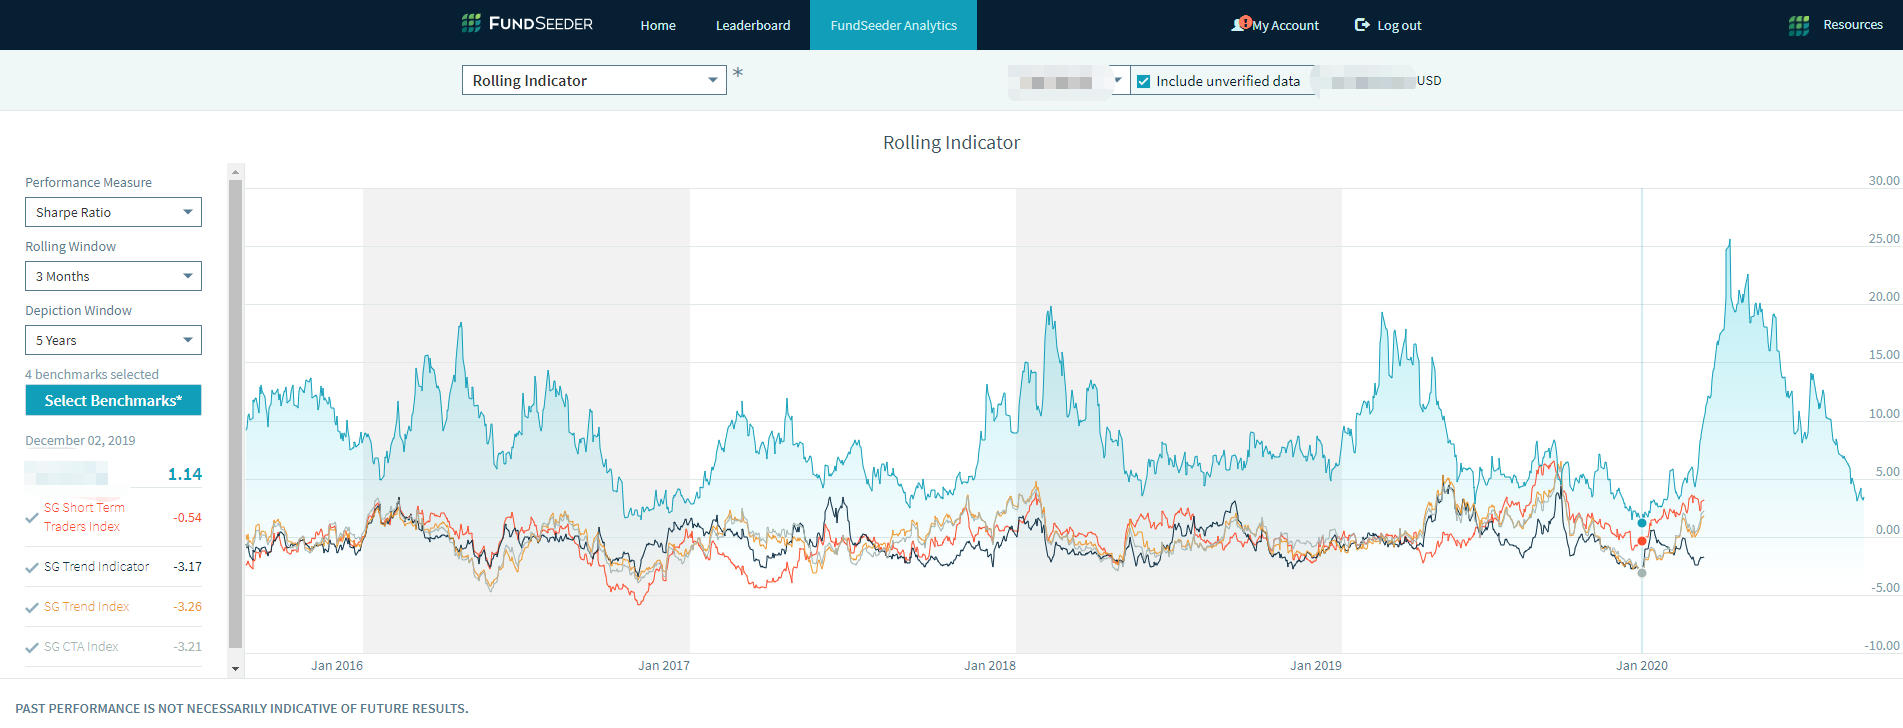 FUNDSEEDER
Home
Leaderboard
FundSeeder Analytics
My Account
Log out
Resources
Rolling Indicator
*
Include unverified data
USD
Rolling Indicator
Performance Measure
Sharpe Ratio
Rolling Window
3 Months
Depiction Window
5 Years
4 benchmarks selected
Select Benchmarks*
December 02, 2019
1.14
SG Short Term
Traders Index
-0.54
SG Trend Indicator
-3.17
SG Trend Index
-3.26
SG CTA Index
-3.21
30.00
25.00
20.00
15.00
10.00
5.00
0.00
-5.00
-10.00
Jan 2016
Jan 2017
Jan 2018
Jan 2019
Jan 2020
PAST PERFORMANCE IS NOT NECESSARILY INDICATIVE OF FUTURE RESULTS.